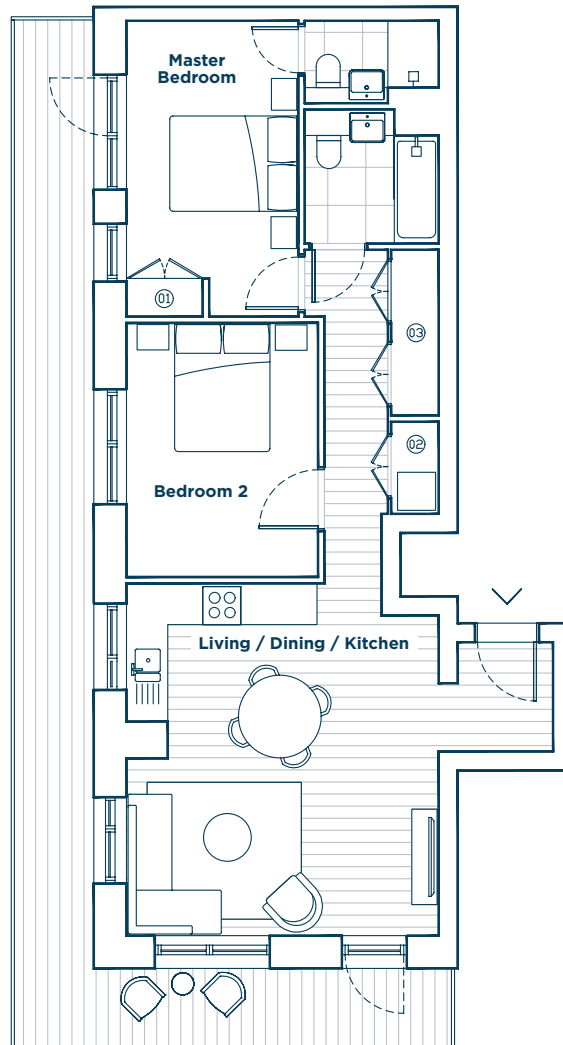 Master
Bedroom
01
03
02
Bedroom 2
Living / Dining / Kitchen